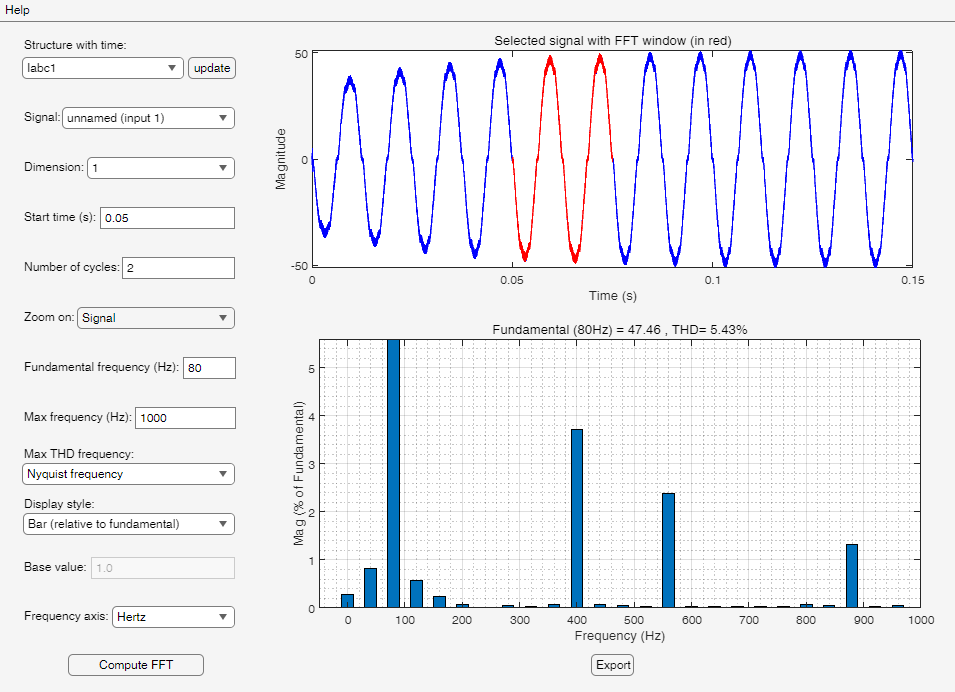 Help
Structure with time:
Iabc1
update
Signal: unnamed (input 1)
Dimension: 1
Start time (s): 0.05
Number of cycles: 2
Zoom on: Signal
Fundamental frequency (Hz): 80
Max frequency (Hz): 1000
Max THD frequency:
Nyquist frequency
Display style:
Bar (relative to fundamental)
Base value: 1.0
Frequency axis: Hertz
Compute FFT
Selected signal with FFT window (in red)
Magnitude
50
0
-50
0 0.05 0.1 0.15
Time (s)
Fundamental (80Hz) = 47.46 , THD= 5.43%
Mag (% of Fundamental)
5
4
3
2
1
0
0 100 200 300 400 500 600 700 800 900 1000
Frequency (Hz)
Export